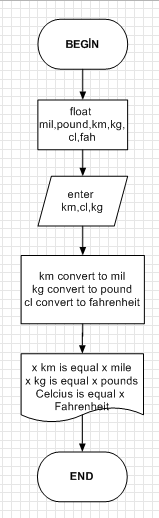 BEGİN
float
mil,pound,km,kg,
cl,fah
enter
km,cl,kg
km convert to mil
kg convert to pound
cl convert to fahrenheit
x km is equal x mile
x kg is equal x pounds
Celcius is equal x
Fahrenheit
END